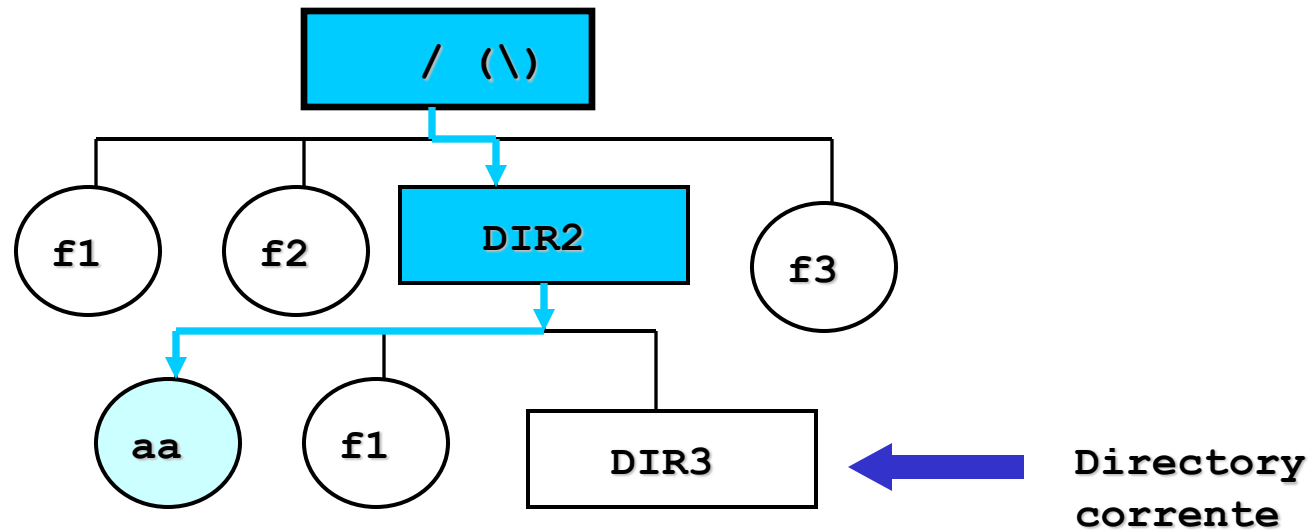 / (\)
f1
f2
DIR2
f3
aa
f1
DIR3
Directory
corrente